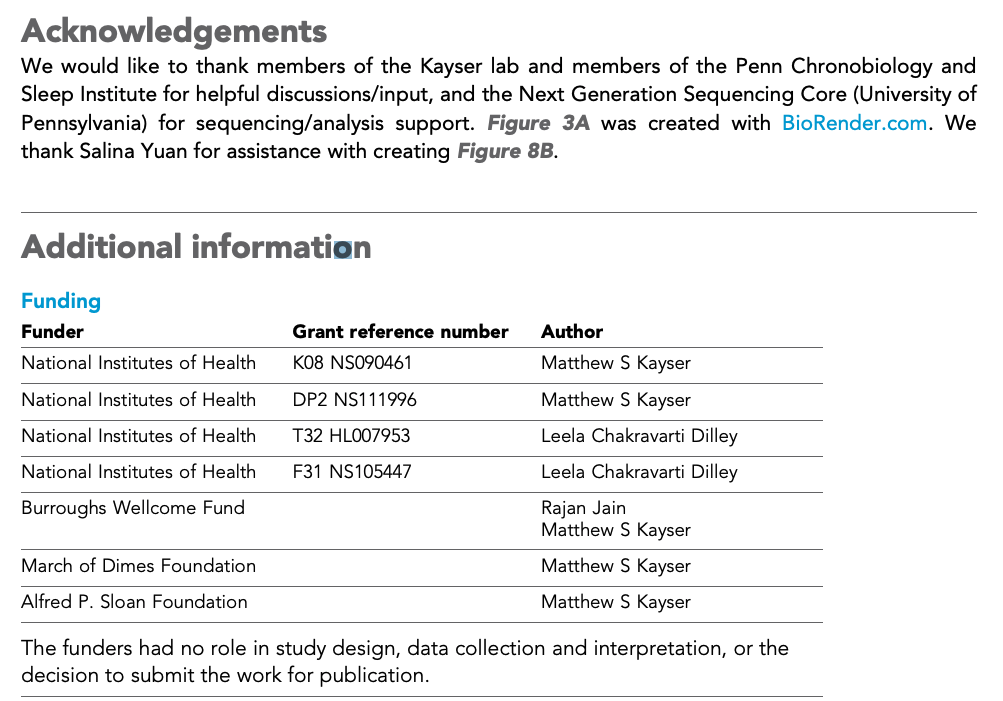 Acknowledgements
We would like to thank members of the Kayser lab and members of the Penn Chronobiology and
Sleep Institute for helpful discussions/input, and the Next Generation Sequencing Core (University of
Pennsylvania) for sequencing/analysis support. Figure 3A was created with BioRender.com. We
thank Salina Yuan for assistance with creating Figure 8B.
Additional information
Funding
Funder Grant reference number Author
National Institutes of Health K08 NS090461 Matthew S Kayser
National Institutes of Health DP2 NS111996 Matthew S Kayser
National Institutes of Health T32 HL007953 Leela Chakravarti Dilley
National Institutes of Health F31 NS105447 Leela Chakravarti Dilley
Burroughs Wellcome Fund Rajan Jain
Matthew S Kayser
March of Dimes Foundation Matthew S Kayser
Alfred P. Sloan Foundation Matthew S Kayser
The funders had no role in study design, data collection and interpretation, or the
decision to submit the work for publication.